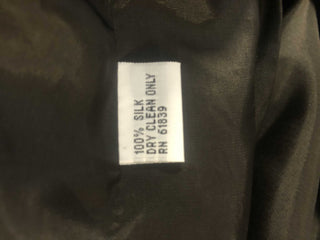 100% SILK
DRY CLEAN ONLY
RN 61839